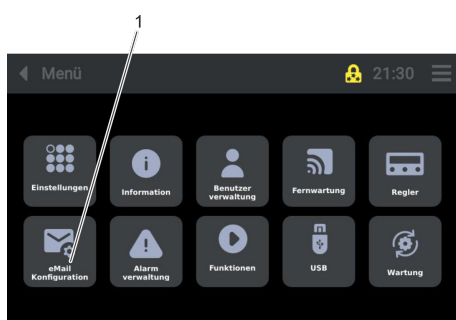 1
Menü
21:30
Einstellungen
Information
Benutzer
verwaltung
Fernwartung
Regler
eMail
Konfiguration
Alarm
verwaltung
Funktionen
USB
Wartung